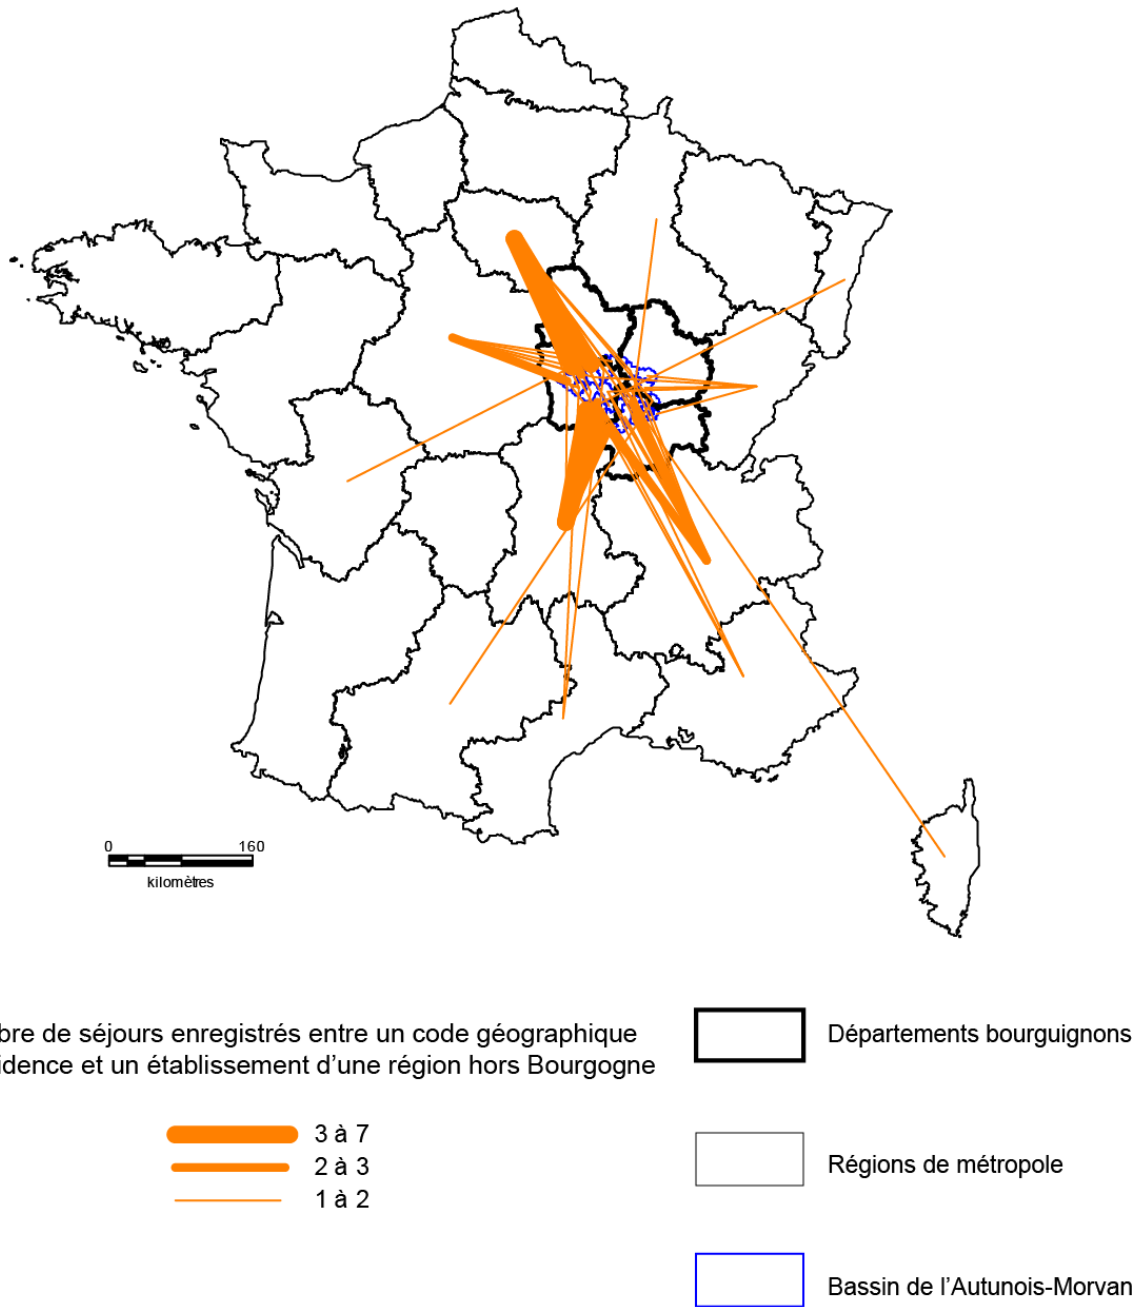 0 160
kilomètres
bre de séjours enregistrés entre un code géographique
idence et un établissement d’une région hors Bourgogne
3 à 7
2 à 3
1 à 2
Départements bourguignons
Régions de métropole
Bassin de l’Autunois-Morvan